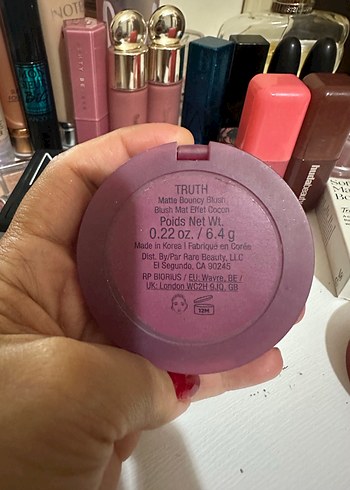 TRUTH
Matte Bouncy Blush
Blush Mat Effet Cocon
Poids Net Wt.
0.22 oz. / 6.4 g
Made in Korea | Fabriqué en Corée
Dist. By/Par Rare Beauty, LLC
El Segundo, CA 90245
RP BIORIUS / EU: Wavre, BE /
UK: London WC2H 9JQ, GB
12M
hudabeauty